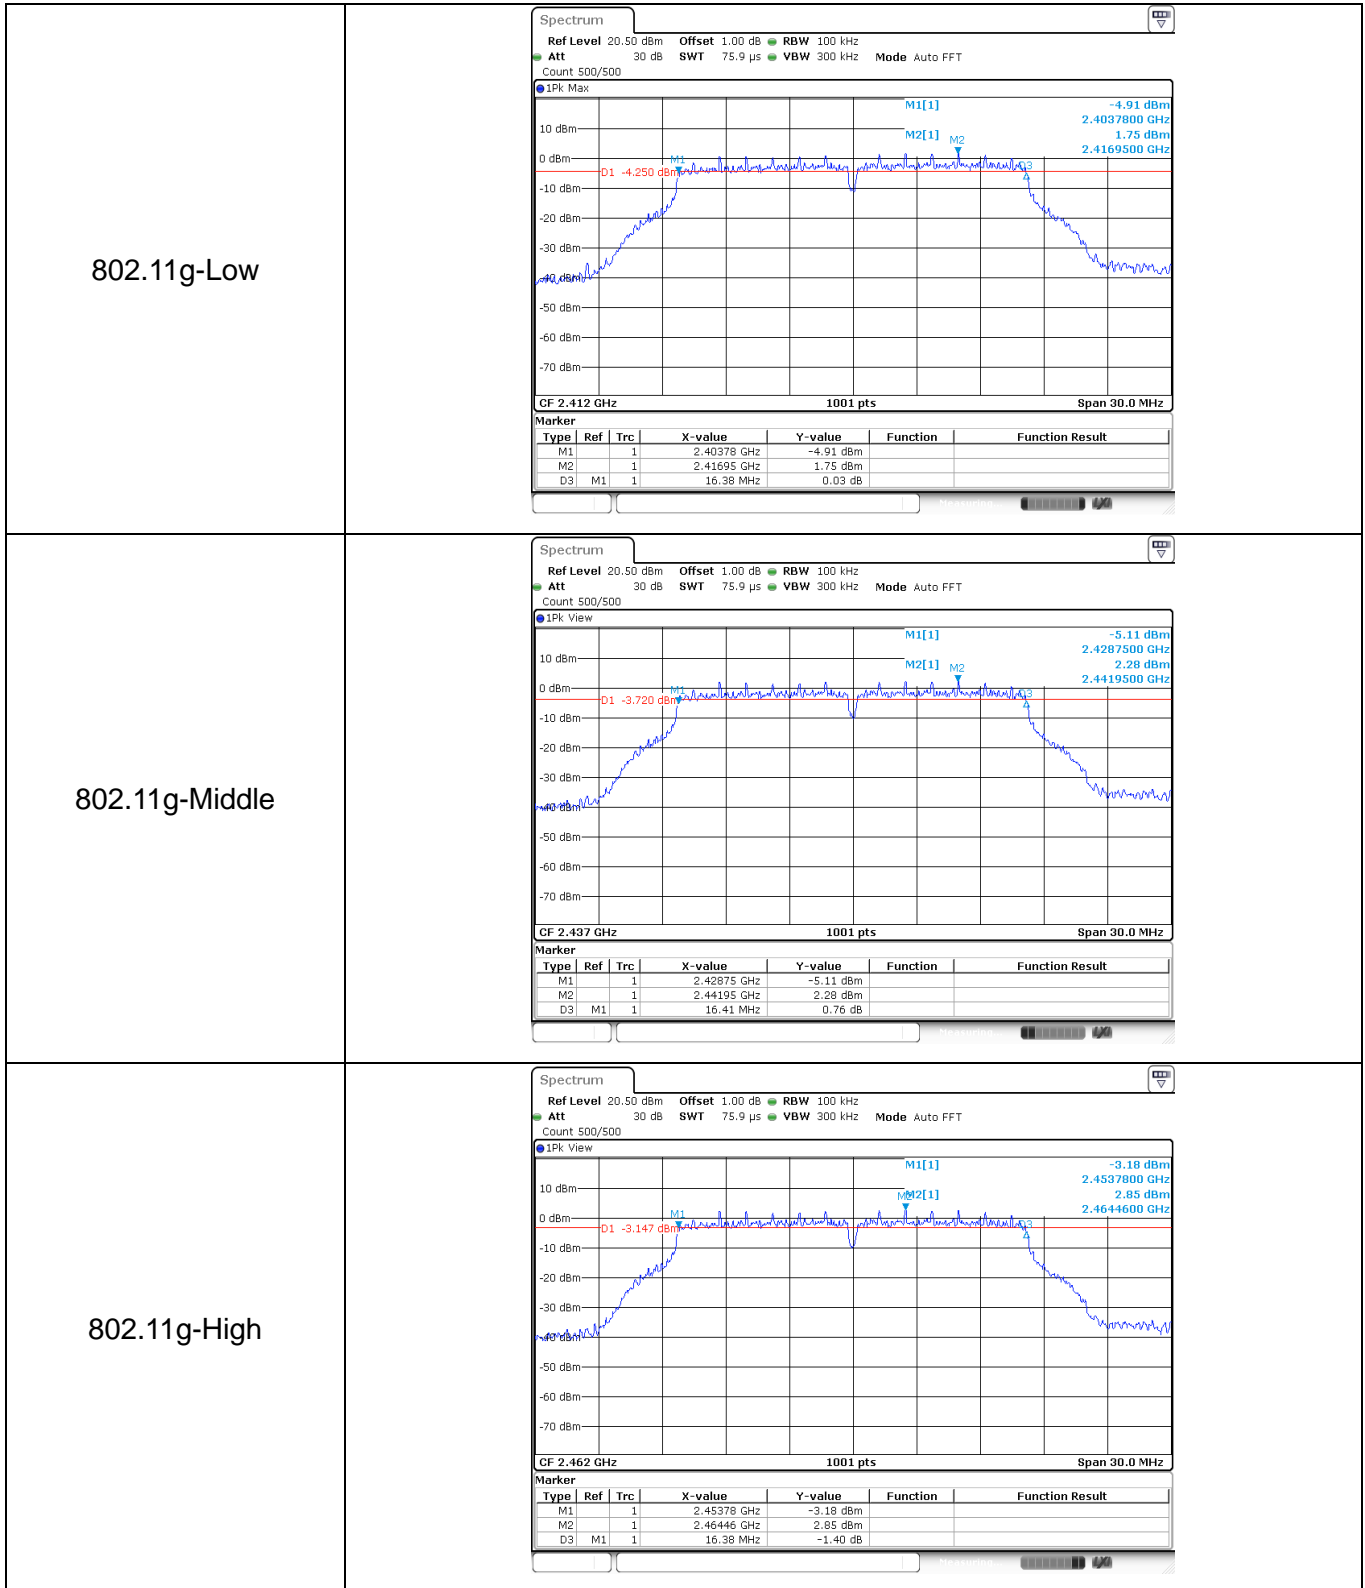 802.11g-Low
Spectrum
Ref Level 20.50 dBm Offset 1.00 dB RBW 100 kHz
Att 30 dB SWT 75.9 µs VBW 300 kHz Mode Auto FFT
Count 500/500
1Pk Max
M1[1] -4.91 dBm
2.4037800 GHz
M2[1] 1.75 dBm
2.4169500 GHz
10 dBm
M2
0 dBm
M1
D3
D1 -4.250 dBm
-10 dBm
-20 dBm
-30 dBm
-40 dBm
-50 dBm
-60 dBm
-70 dBm
CF 2.412 GHz 1001 pts Span 30.0 MHz
Marker
Type Ref Trc X-value Y-value Function Function Result
M1 1 2.40378 GHz -4.91 dBm
M2 1 2.41695 GHz 1.75 dBm
D3 M1 1 16.38 MHz 0.03 dB
Measuring...
802.11g-Middle
Spectrum
Ref Level 20.50 dBm Offset 1.00 dB RBW 100 kHz
Att 30 dB SWT 75.9 µs VBW 300 kHz Mode Auto FFT
Count 500/500
1Pk View
M1[1] -5.11 dBm
2.4287500 GHz
M2[1] 2.28 dBm
2.4419500 GHz
10 dBm
M2
0 dBm
M1
D3
D1 -3.720 dBm
-10 dBm
-20 dBm
-30 dBm
-40 dBm
-50 dBm
-60 dBm
-70 dBm
CF 2.437 GHz 1001 pts Span 30.0 MHz
Marker
Type Ref Trc X-value Y-value Function Function Result
M1 1 2.42875 GHz -5.11 dBm
M2 1 2.44195 GHz 2.28 dBm
D3 M1 1 16.41 MHz 0.76 dB
Measuring...
802.11g-High
Spectrum
Ref Level 20.50 dBm Offset 1.00 dB RBW 100 kHz
Att 30 dB SWT 75.9 µs VBW 300 kHz Mode Auto FFT
Count 500/500
1Pk View
M1[1] -3.18 dBm
2.4537800 GHz
M2[1] 2.85 dBm
2.4644600 GHz
10 dBm
M2
0 dBm
M1
D3
D1 -3.147 dBm
-10 dBm
-20 dBm
-30 dBm
-40 dBm
-50 dBm
-60 dBm
-70 dBm
CF 2.462 GHz 1001 pts Span 30.0 MHz
Marker
Type Ref Trc X-value Y-value Function Function Result
M1 1 2.45378 GHz -3.18 dBm
M2 1 2.46446 GHz 2.85 dBm
D3 M1 1 16.38 MHz -1.40 dB
Measuring...